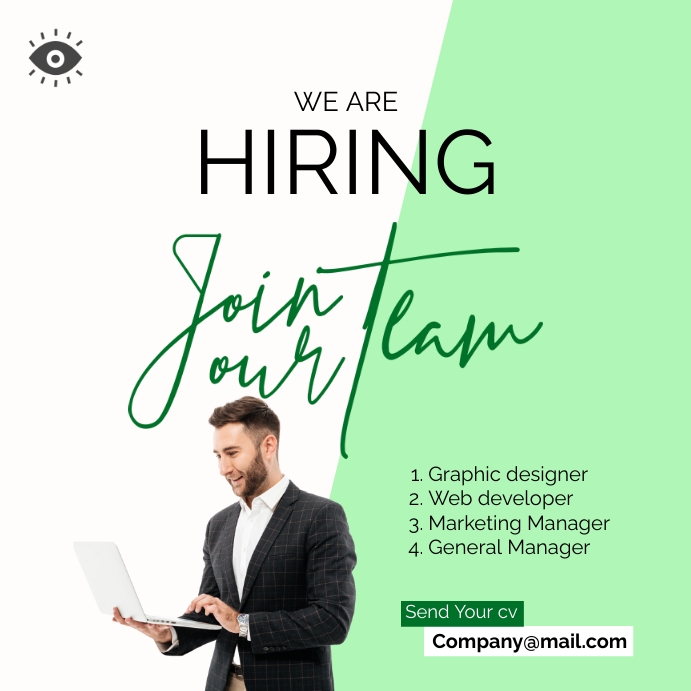 WE ARE
HIRING
Join
our Team
1. Graphic designer
2. Web developer
3. Marketing Manager
4. General Manager
Send Your cv
Company@mail.com